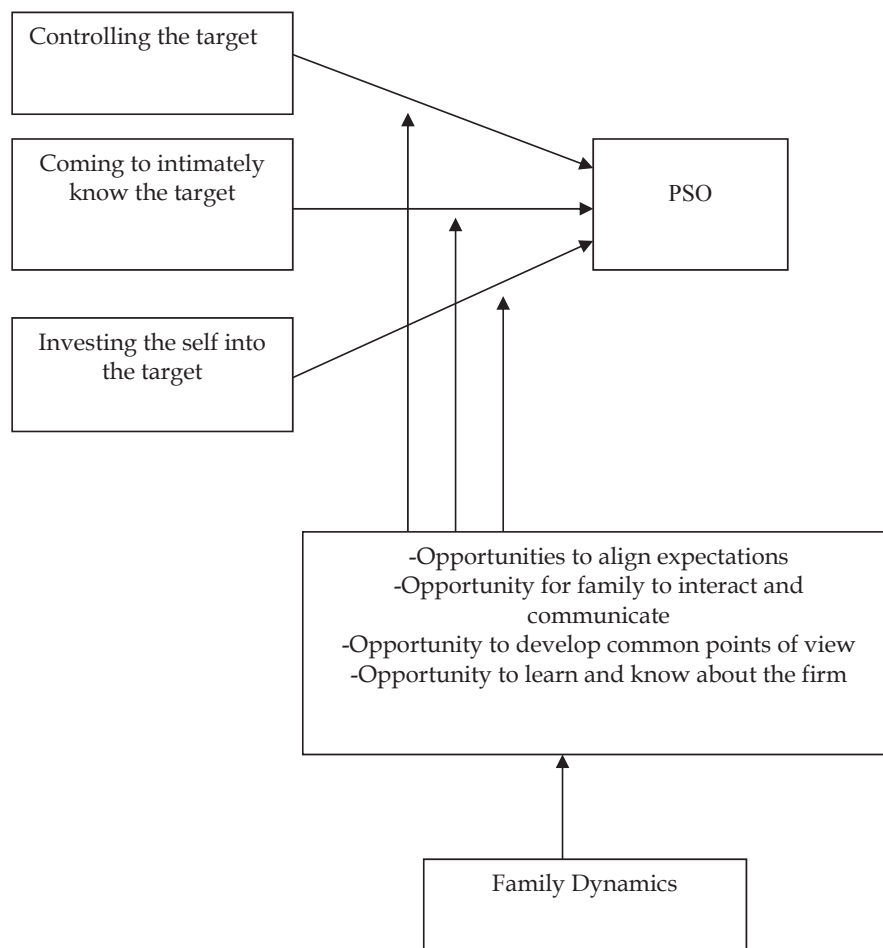 Controlling the target
Coming to intimately
know the target
PSO
Investing the self into
the target
-Opportunities to align expectations
-Opportunity for family to interact and
communicate
-Opportunity to develop common points of view
-Opportunity to learn and know about the firm
Family Dynamics